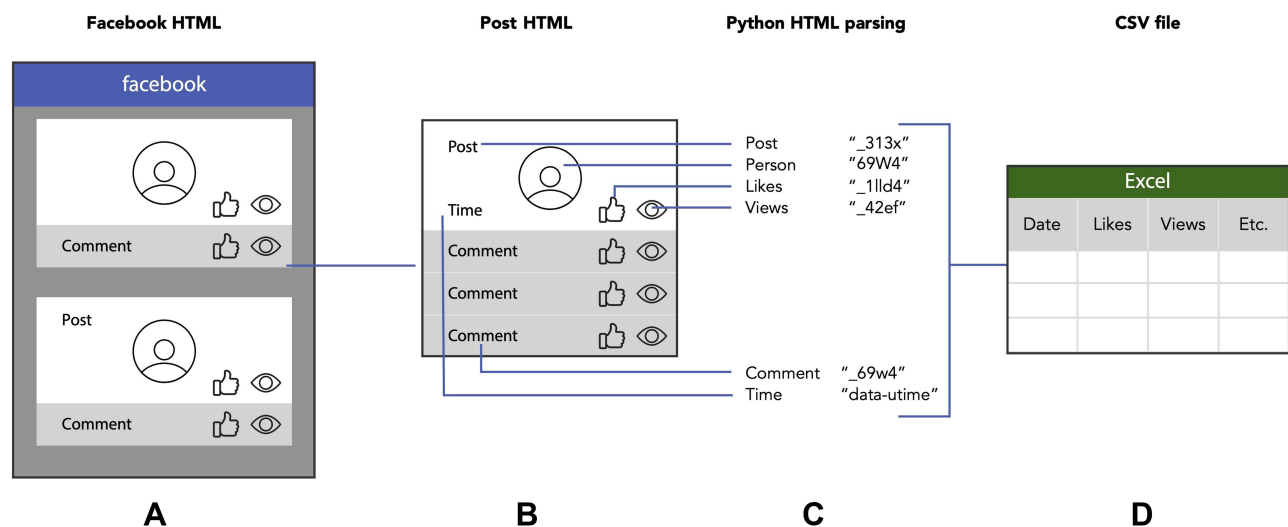 Facebook HTML
Post HTML
Python HTML parsing
CSV file
facebook
Comment
Post
Comment
Post
Time
Comment
Comment
Comment
Post "_313x"
Person "69W4"
Likes "_1lld4"
Views "_42ef"
Comment "_69w4"
Time "data-utime"
Excel
Date Likes Views Etc.
A
B
C
D